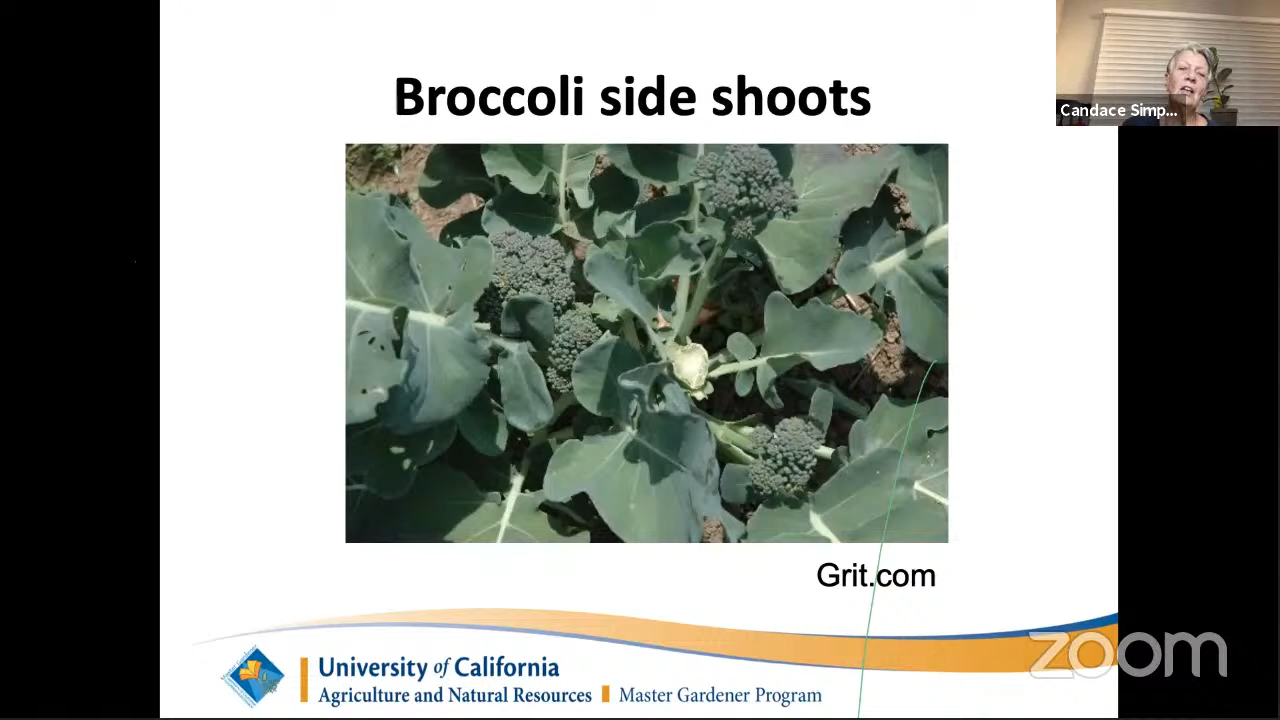 Broccoli side shoots
Candace Simp...
Grit.com
zoom
University of California
Agriculture and Natural Resources Master Gardener Program